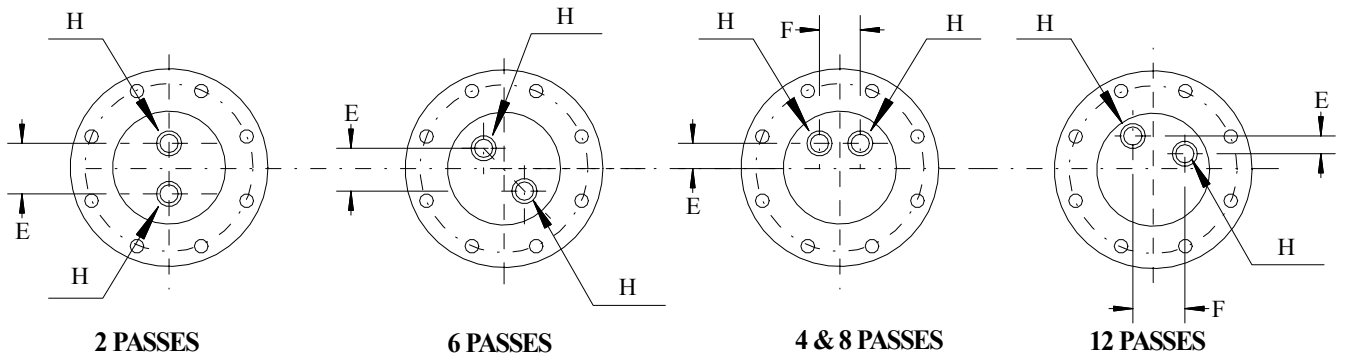 H H F H H
E E E E
H H H F
2 PASSES 6 PASSES 4 & 8 PASSES 12 PASSES